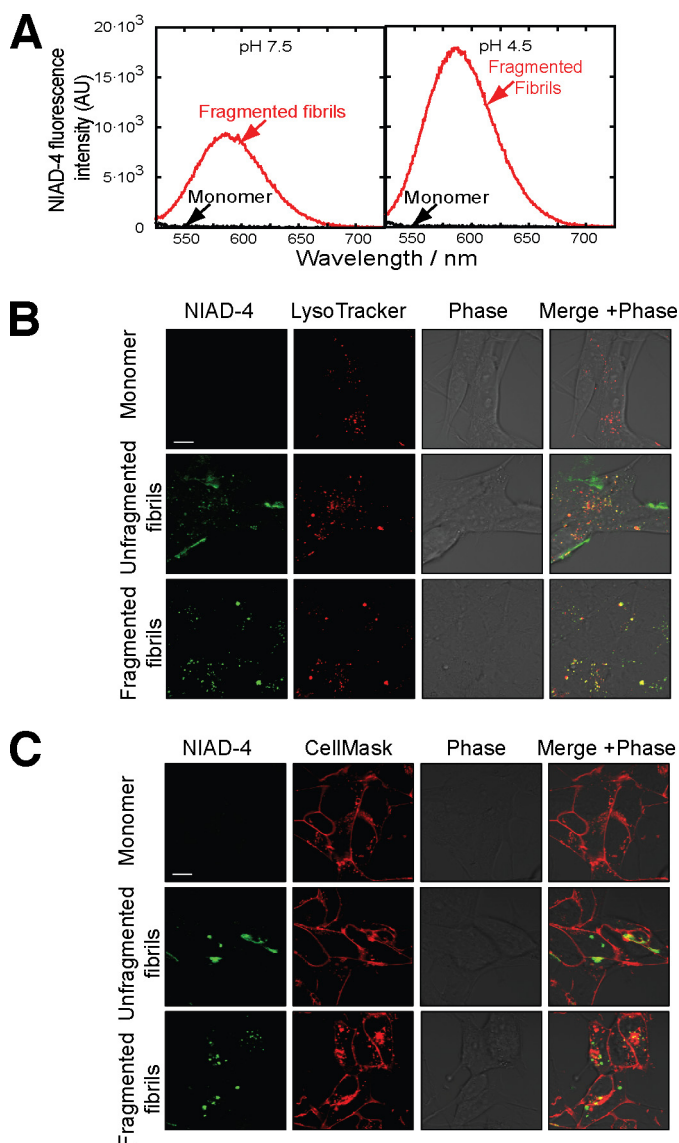 A
NIAD-4 fluorescence
intensity (AU)
20·10³
15·10³
10·10³
5·10³
0
pH 7.5
Fragmented fibrils
Monomer
pH 4.5
Fragmented
Fibrils
Monomer
550 600 650 700 550 600 650 700
Wavelength / nm
B
NIAD-4 LysoTracker Phase Merge +Phase
Monomer
Unfragmented
fibrils
Fragmented
fibrils
C
NIAD-4 CellMask Phase Merge +Phase
Monomer
Unfragmented
fibrils
Fragmented
fibrils